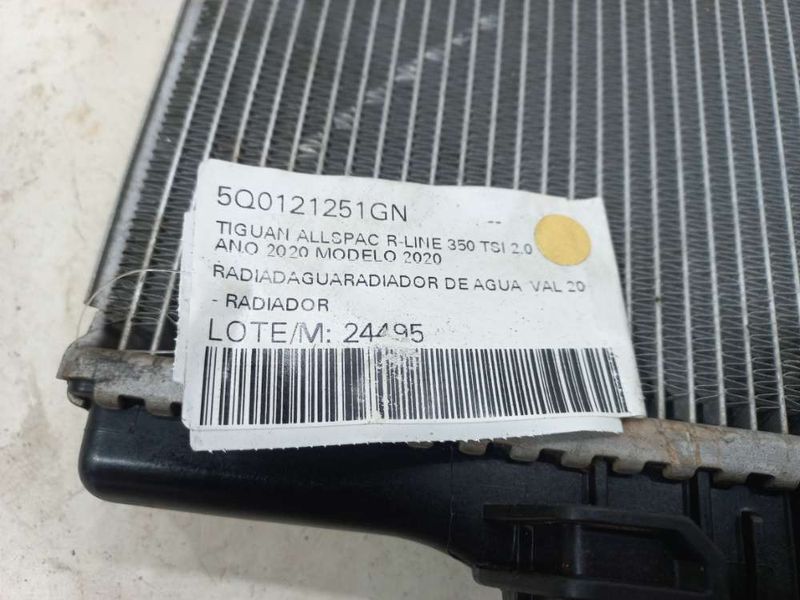 5Q0121251GN --
TIGUAN ALLSPAC R-LINE 350 TSI 2.0
ANO 2020 MODELO 2020
RADIADAGUARADIADOR DE AGUA VAL 20
- RADIADOR
LOTE/M: 24495